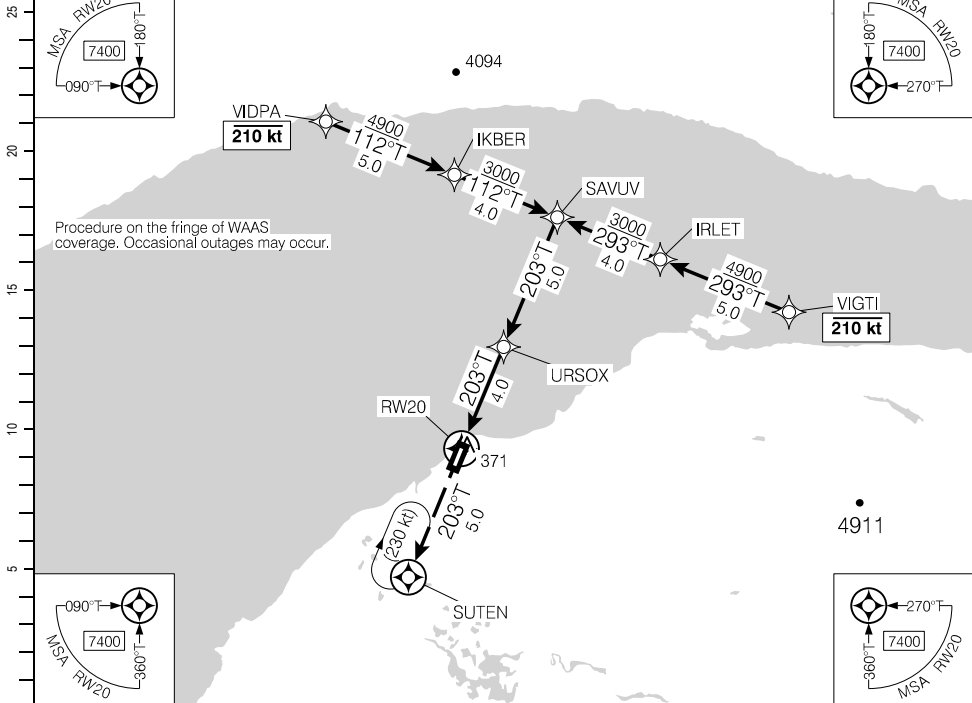 25
MSA RW20
7400
180°T
090°T
4094
MSA RW20
7400
180°T
270°T
VIDPA
210 kt
4900
112°T
5.0
IKBER
20
3000
112°T
4.0
SAVUV
3000
293°T
4.0
IRLET
4900
293°T
5.0
VIGTI
210 kt
Procedure on the fringe of WAAS
coverage. Occasional outages may occur.
203°T
5.0
15
URSOX
203°T
4.0
RW20
10
371
203°T
5.0
(230 kt)
4911
5
SUTEN
090°T
7400
360°T
MSA RW20
270°T
7400
360°T
MSA RW20